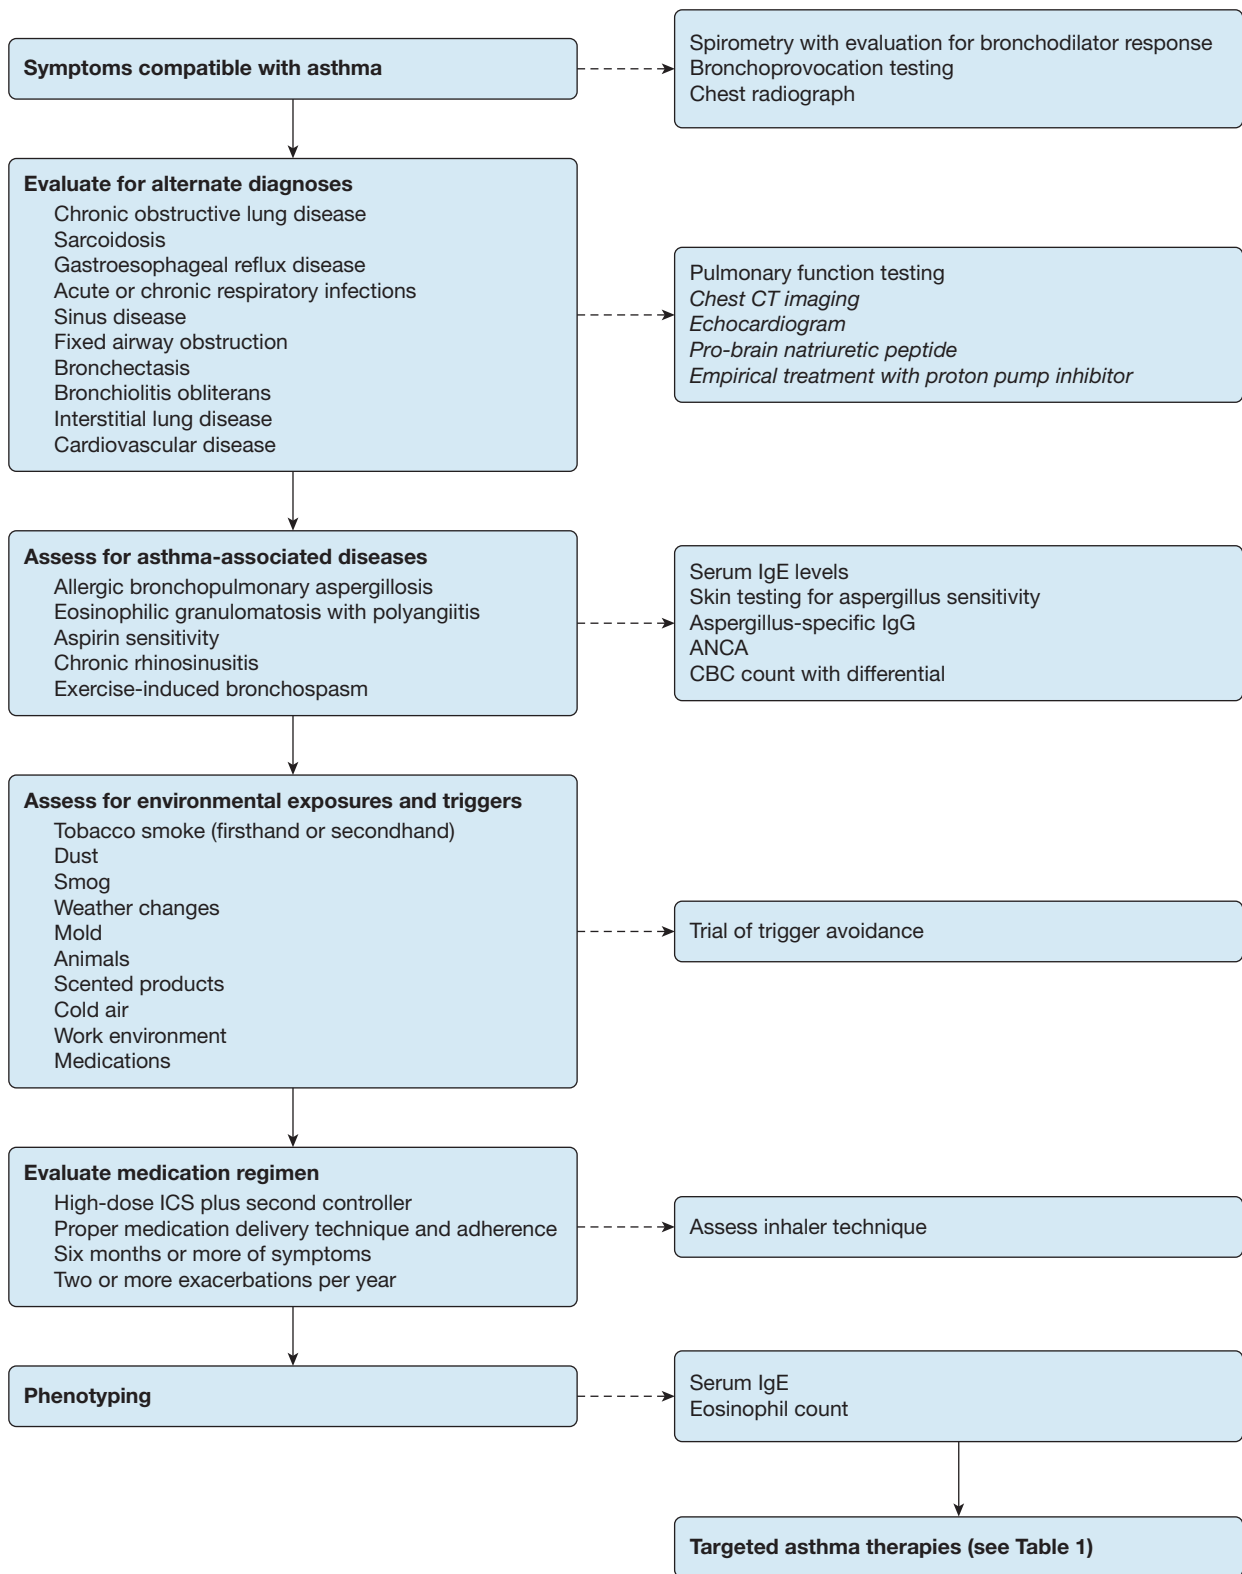 Symptoms compatible with asthma
Spirometry with evaluation for bronchodilator response
Bronchoprovocation testing
Chest radiograph
Evaluate for alternate diagnoses
Chronic obstructive lung disease
Sarcoidosis
Gastroesophageal reflux disease
Acute or chronic respiratory infections
Sinus disease
Fixed airway obstruction
Bronchectasis
Bronchiolitis obliterans
Interstitial lung disease
Cardiovascular disease
Pulmonary function testing
Chest CT imaging
Echocardiogram
Pro-brain natriuretic peptide
Empirical treatment with proton pump inhibitor
Assess for asthma-associated diseases
Allergic bronchopulmonary aspergillosis
Eosinophilic granulomatosis with polyangiitis
Aspirin sensitivity
Chronic rhinosinusitis
Exercise-induced bronchospasm
Serum IgE levels
Skin testing for aspergillus sensitivity
Aspergillus-specific IgG
ANCA
CBC count with differential
Assess for environmental exposures and triggers
Tobacco smoke (firsthand or secondhand)
Dust
Smog
Weather changes
Mold
Animals
Scented products
Cold air
Work environment
Medications
Trial of trigger avoidance
Evaluate medication regimen
High-dose ICS plus second controller
Proper medication delivery technique and adherence
Six months or more of symptoms
Two or more exacerbations per year
Assess inhaler technique
Phenotyping
Serum IgE
Eosinophil count
Targeted asthma therapies (see Table 1)